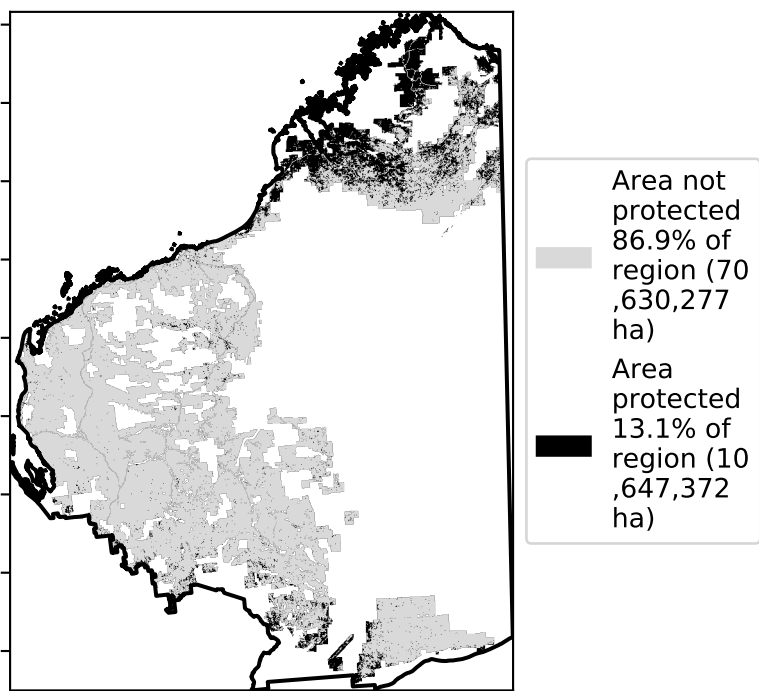 Area not
protected
86.9% of
region (70
,630,277
ha)
Area
protected
13.1% of
region (10
,647,372
ha)